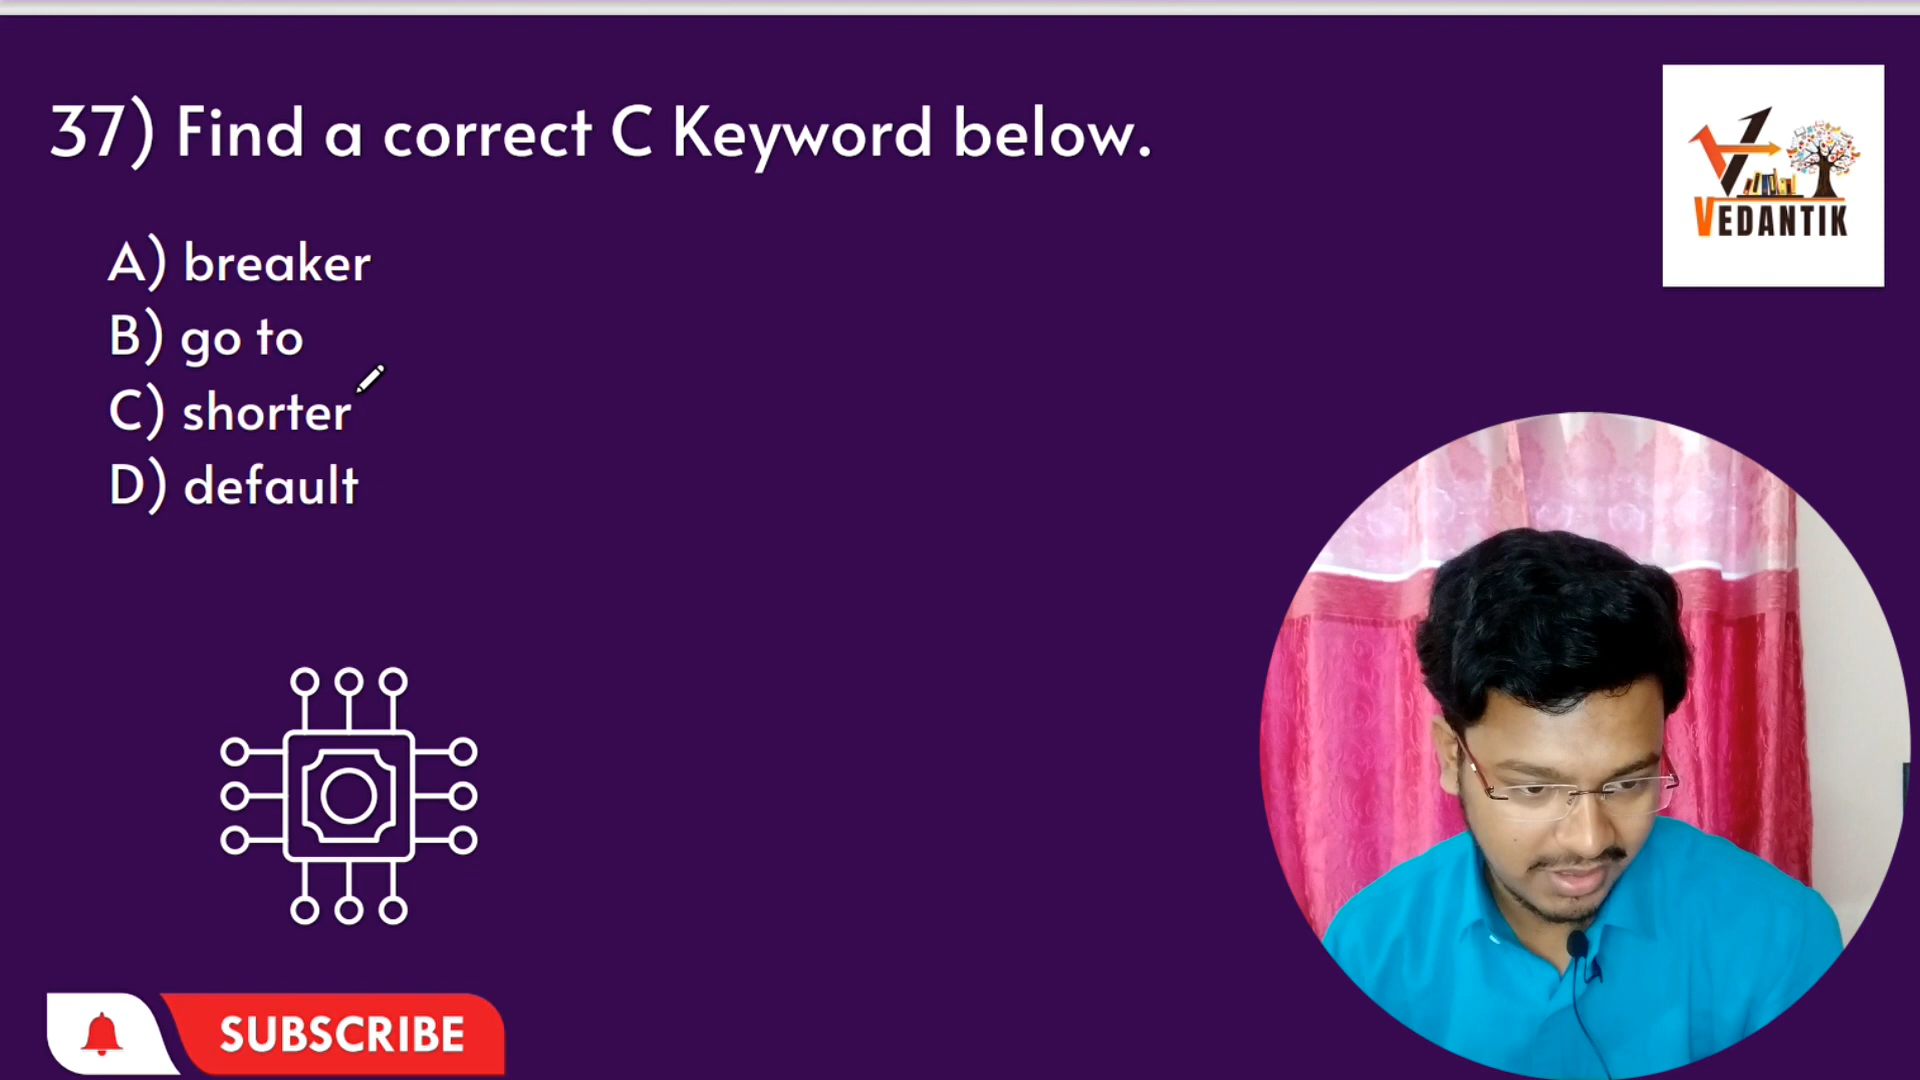 37) Find a correct C Keyword below.
A) breaker
B) go to
C) shorter
D) default
VEDANTIK
SUBSCRIBE